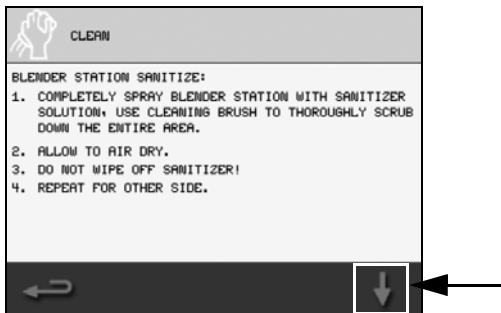 CLEAN
BLENDER STATION SANITIZE:
1. COMPLETELY SPRAY BLENDER STATION WITH SANITIZER
SOLUTION, USE CLEANING BRUSH TO THOROUGHLY SCRUB
DOWN THE ENTIRE AREA.
2. ALLOW TO AIR DRY.
3. DO NOT WIPE OFF SANITIZER!
4. REPEAT FOR OTHER SIDE.